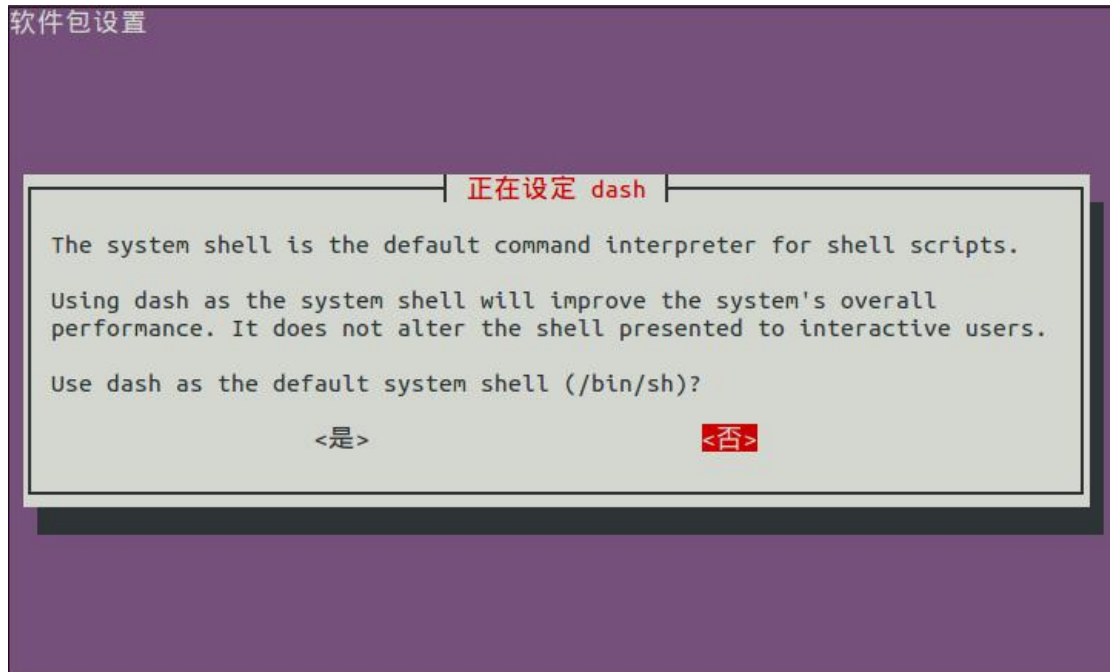 软件包设置
正在设定 dash
The system shell is the default command interpreter for shell scripts.
Using dash as the system shell will improve the system's overall
performance. It does not alter the shell presented to interactive users.
Use dash as the default system shell (/bin/sh)?
<是> <否>